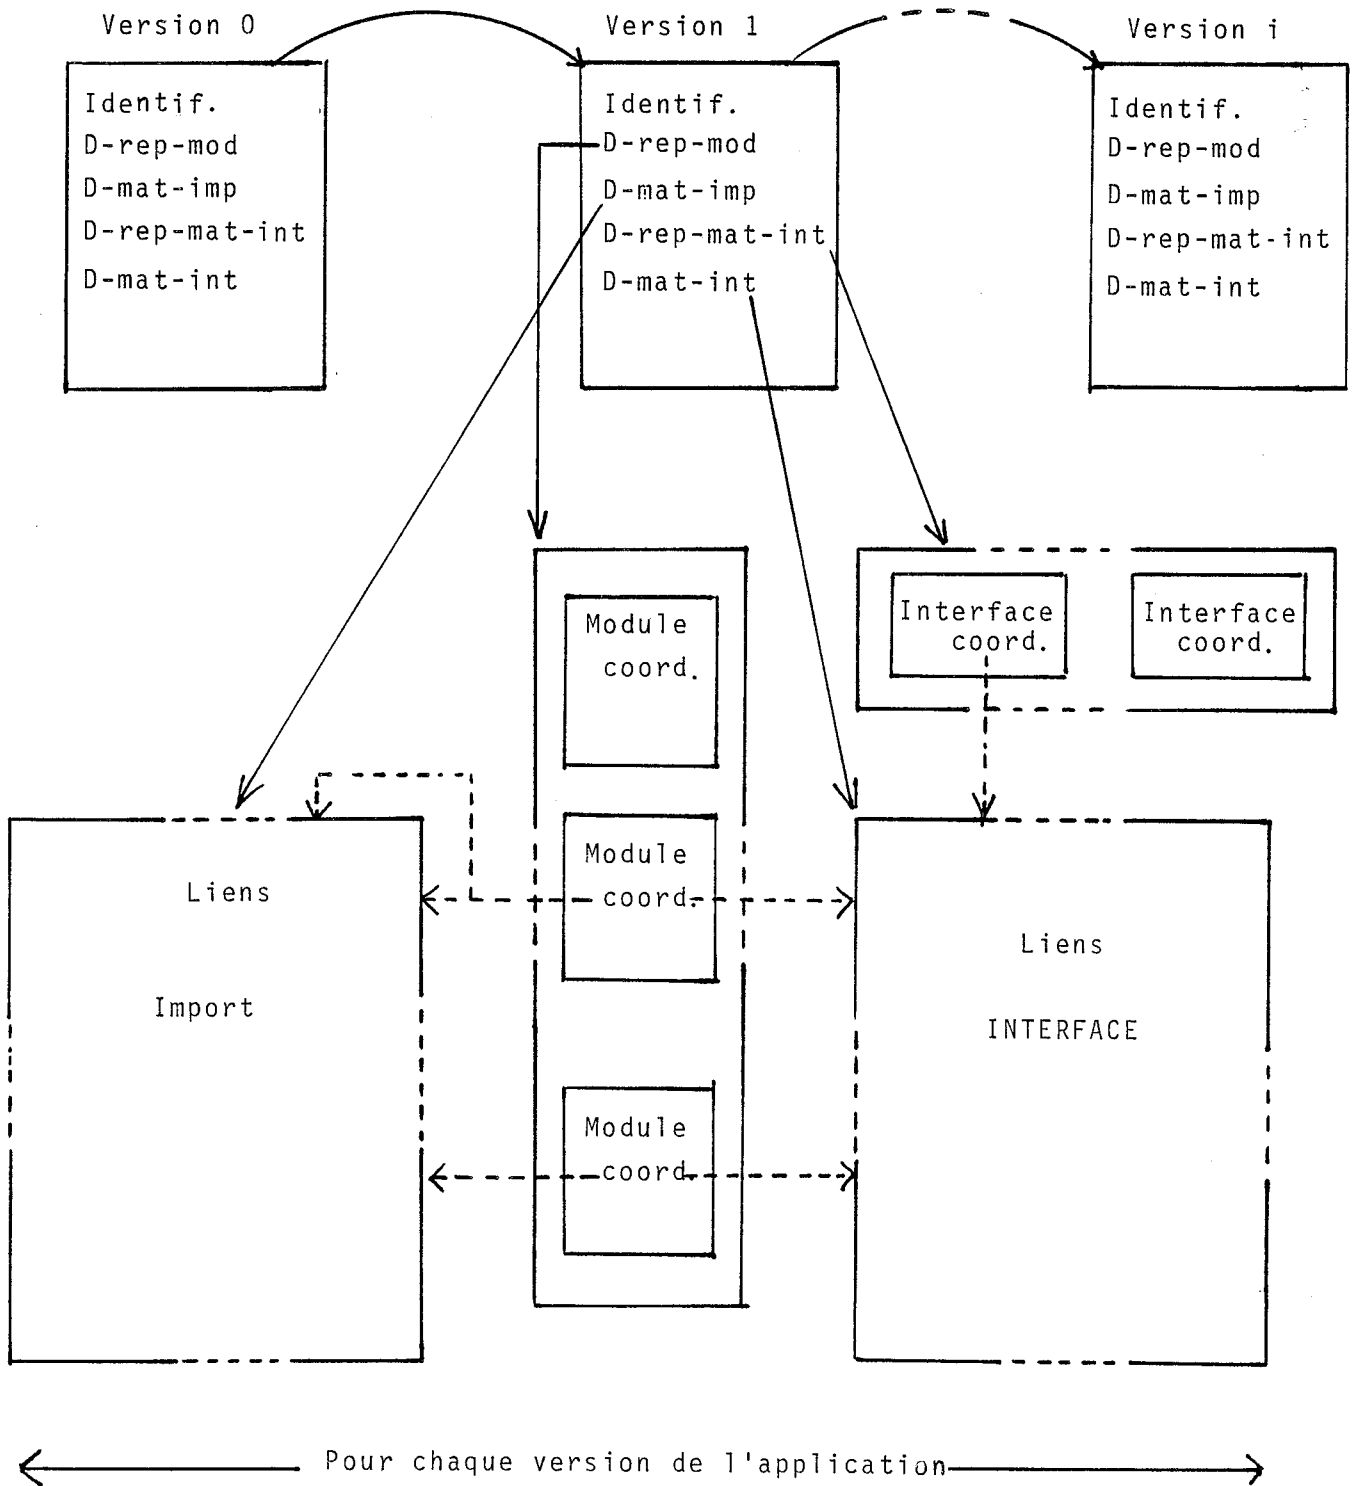 Version 0
Version 1
Version i
Identif.
D-rep-mod
D-mat-imp
D-rep-mat-int
D-mat-int
Identif.
D-rep-mod
D-mat-imp
D-rep-mat-int
D-mat-int
Identif.
D-rep-mod
D-mat-imp
D-rep-mat-int
D-mat-int
Module
coord.
Interface
coord.
Interface
coord.
Module
coord.
Liens
Import
Liens
INTERFACE
Module
coord.
Pour chaque version de l'application